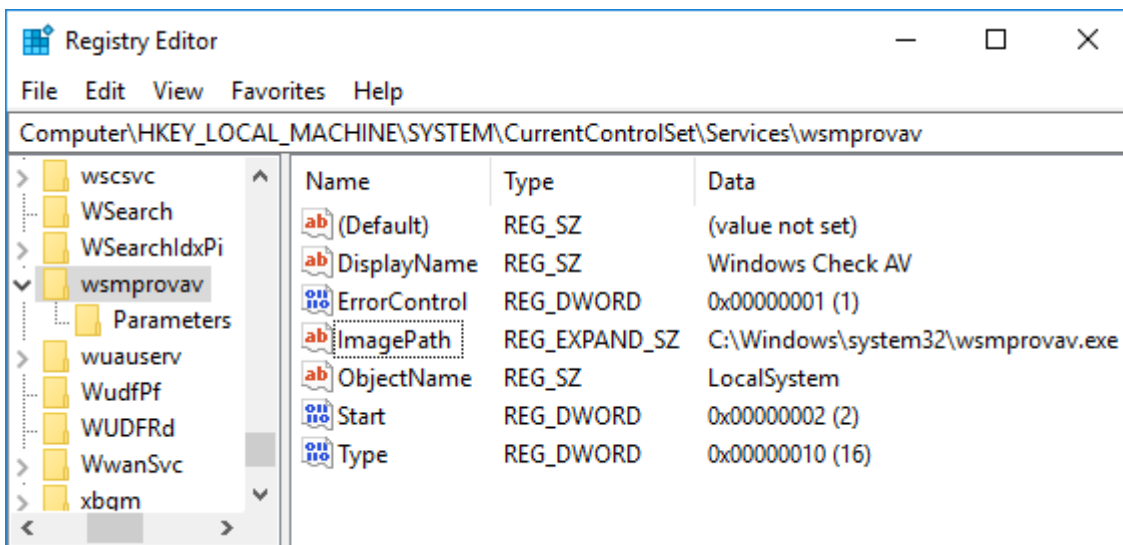 Registry Editor
File Edit View Favorites Help
Computer\HKEY_LOCAL_MACHINE\SYSTEM\CurrentControlSet\Services\wsmprovav
wscsvc
WSearch
WSearchIdxPi
wsmprovav
Parameters
wuauserv
WudfPf
WUDFRd
WwanSvc
xbgm
Name Type Data
(Default) REG_SZ (value not set)
DisplayName REG_SZ Windows Check AV
ErrorControl REG_DWORD 0x00000001 (1)
ImagePath REG_EXPAND_SZ C:\Windows\system32\wsmprovav.exe
ObjectName REG_SZ LocalSystem
Start REG_DWORD 0x00000002 (2)
Type REG_DWORD 0x00000010 (16)